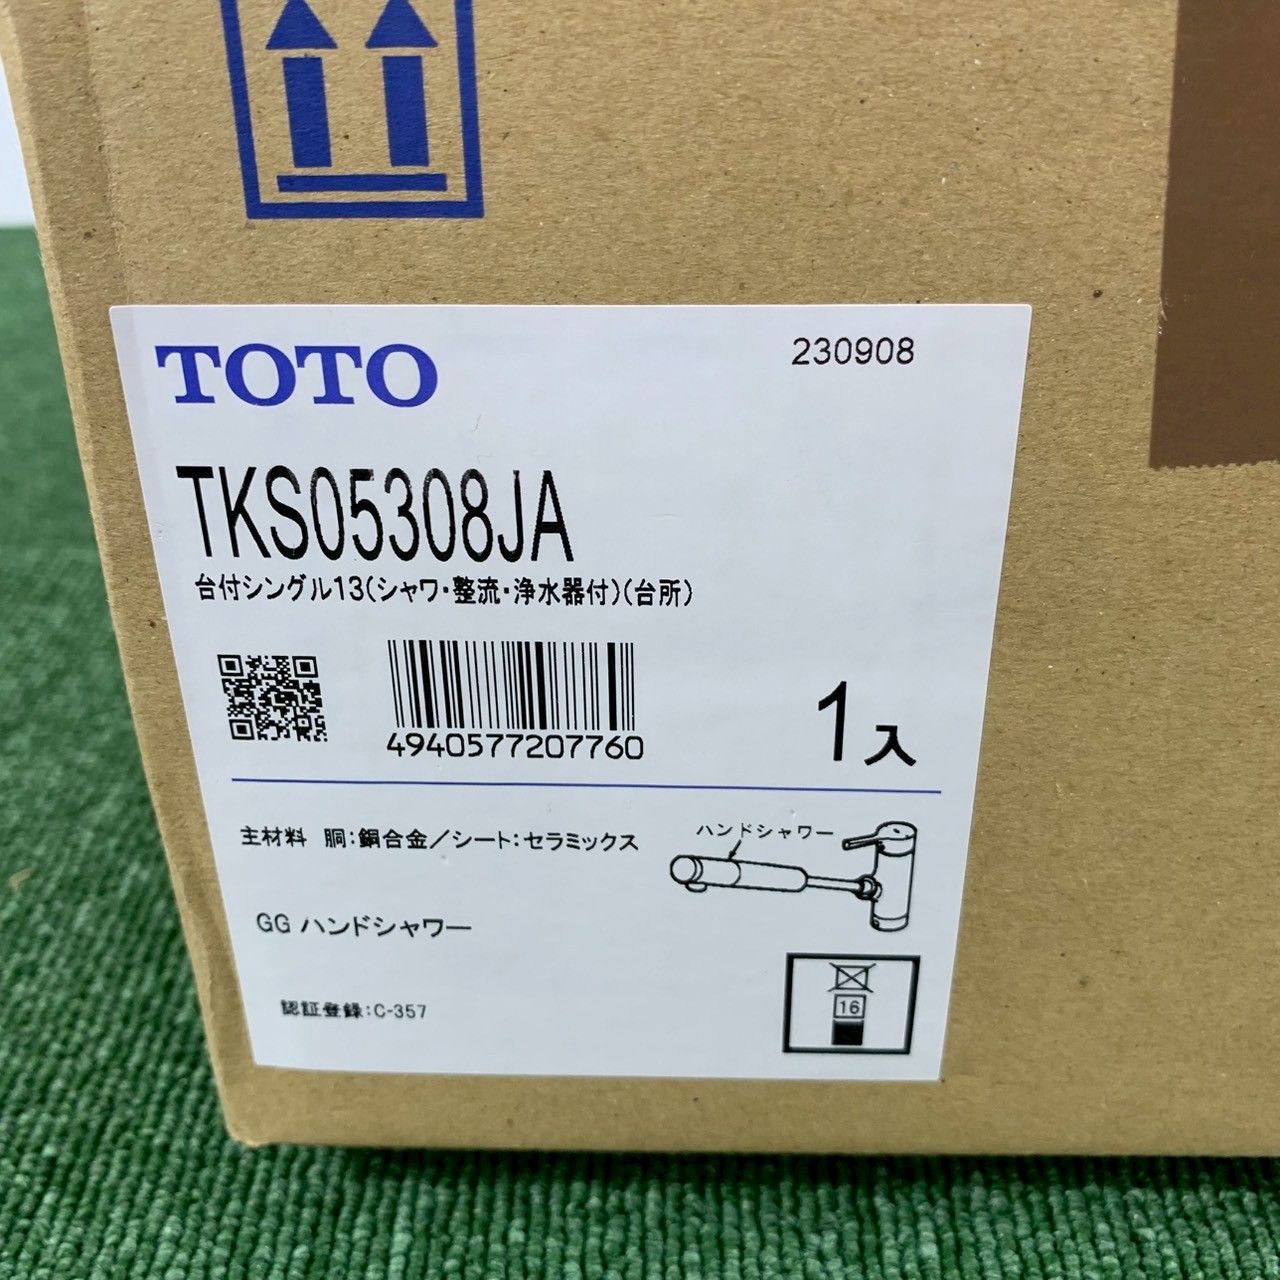 TOTO
230908
TKS05308JA
台付シングル13(シャワ・整流・浄水器付)(台所)
4940577207760
1入
主材料 胴:銅合金/シート:セラミックス
ハンドシャワー
GG ハンドシャワー
16
認証登録:C-357